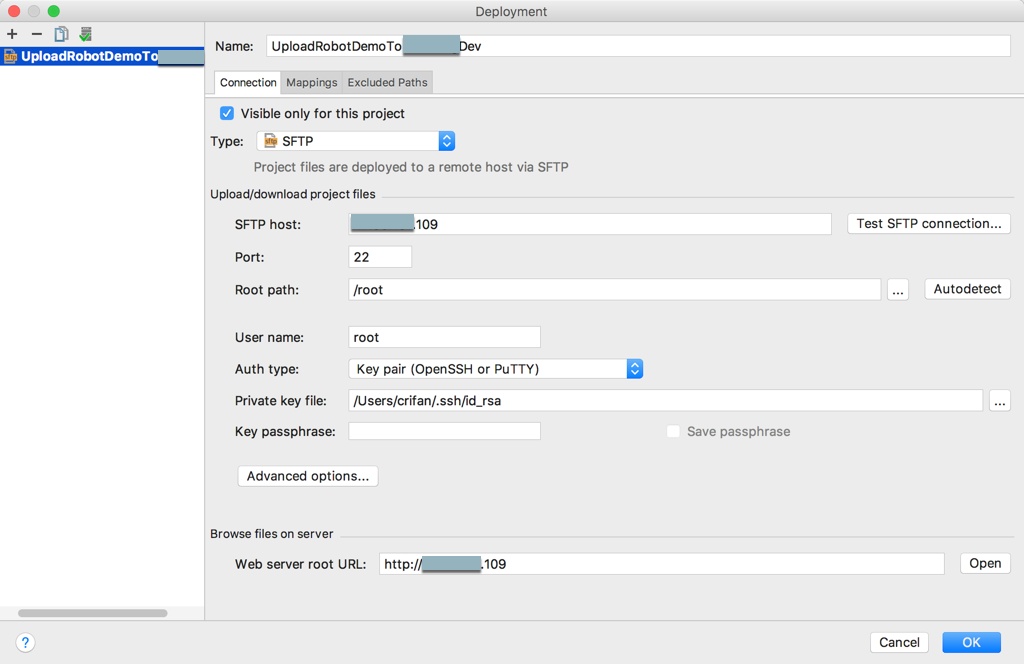 Deployment
UploadRobotDemoTo
Name: UploadRobotDemoTo Dev
Connection Mappings Excluded Paths
Visible only for this project
Type: SFTP
Project files are deployed to a remote host via SFTP
Upload/download project files
SFTP host: .109 Test SFTP connection...
Port: 22
Root path: /root ... Autodetect
User name: root
Auth type: Key pair (OpenSSH or PuTTY)
Private key file: /Users/crifan/.ssh/id_rsa ...
Key passphrase: Save passphrase
Advanced options...
Browse files on server
Web server root URL: http:// .109 Open
? Cancel OK